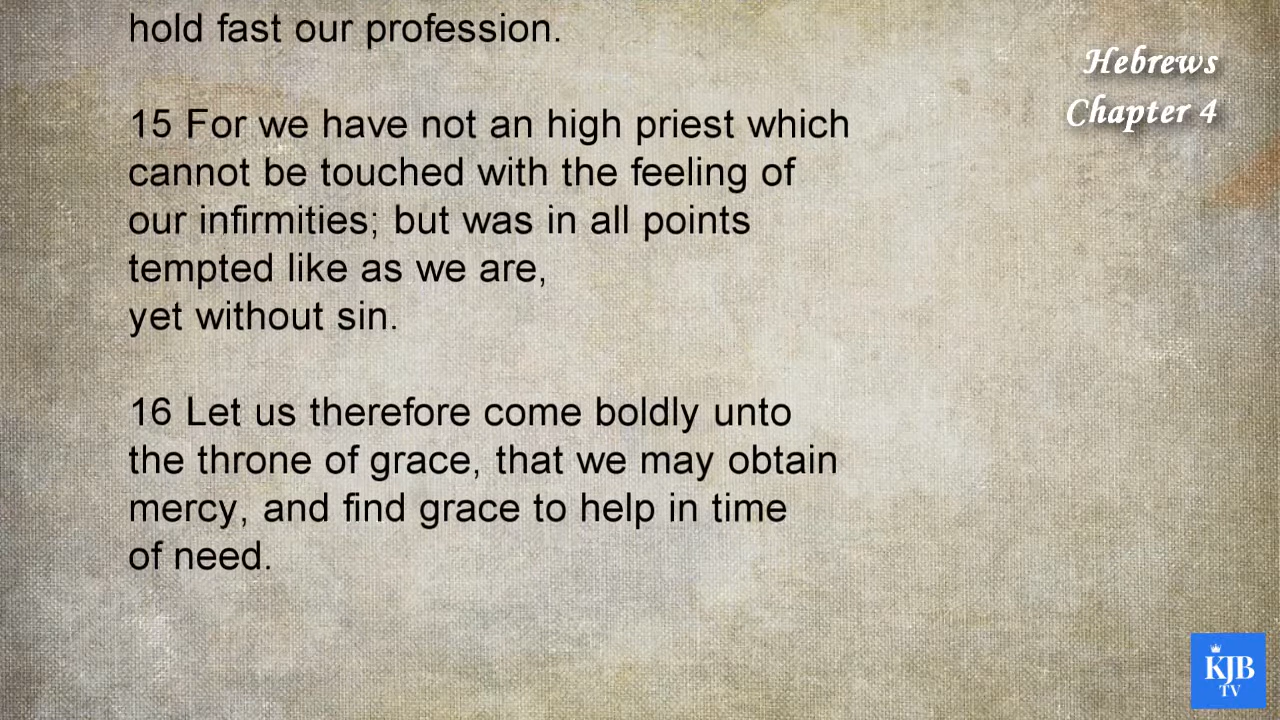 hold fast our profession.
Hebrews
Chapter 4
15 For we have not an high priest which
cannot be touched with the feeling of
our infirmities; but was in all points
tempted like as we are,
yet without sin.
16 Let us therefore come boldly unto
the throne of grace, that we may obtain
mercy, and find grace to help in time
of need.
KJB
TV